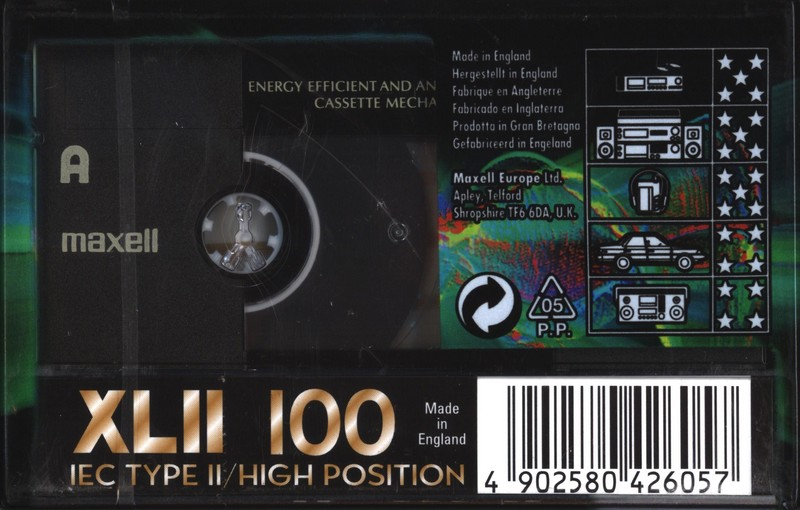 ENERGY EFFICIENT AND AN
CASSETTE MECHA
A
maxell
Made in England
Hergestellt in England
Fabrique en Angleterre
Fabricado en Inglaterra
Prodotta in Gran Bretagna
Gefabriceerd in Engeland
Maxell Europe Ltd.
Apley, Telford
Shropshire TF6 6DA, U.K.
05
P.P.
XLII 100
IEC TYPE II/HIGH POSITION
Made
in
England
4 902580 426057